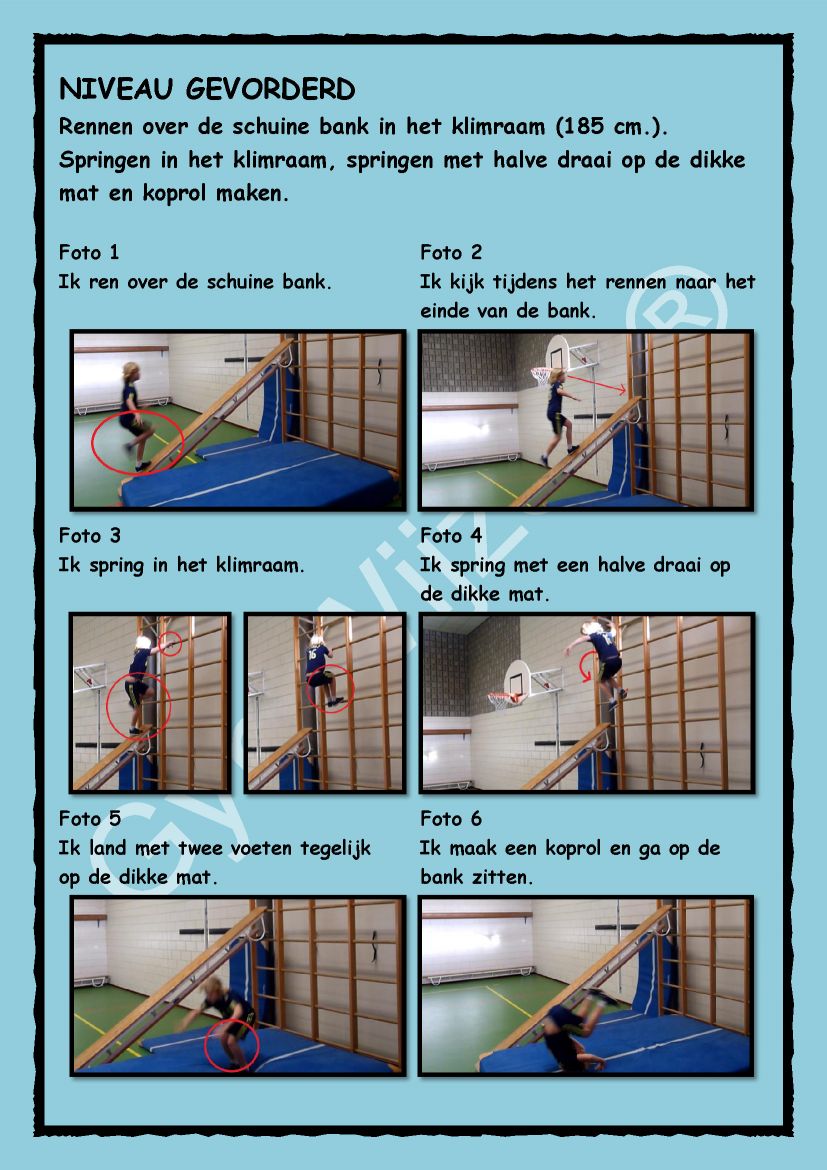 NIVEAU GEVORDERD
Rennen over de schuine bank in het klimraam (185 cm.).
Springen in het klimraam, springen met halve draai op de dikke
mat en koprol maken.
Foto 1
Ik ren over de schuine bank.
Foto 2
Ik kijk tijdens het rennen naar het
einde van de bank.
Foto 3
Ik spring in het klimraam.
Foto 4
Ik spring met een halve draai op
de dikke mat.
Foto 5
Ik land met twee voeten tegelijk
op de dikke mat.
Foto 6
Ik maak een koprol en ga op de
bank zitten.